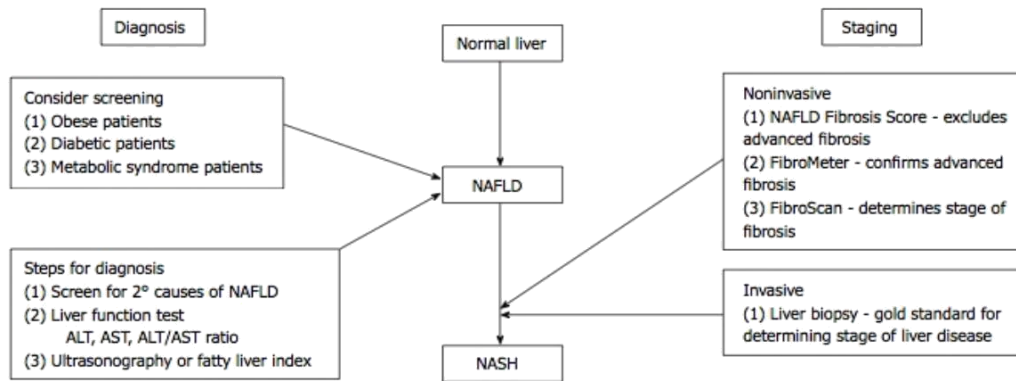 Diagnosis
Normal liver
Staging
Consider screening
(1) Obese patients
(2) Diabetic patients
(3) Metabolic syndrome patients
Noninvasive
(1) NAFLD Fibrosis Score - excludes
advanced fibrosis
(2) FibroMeter - confirms advanced
fibrosis
(3) FibroScan - determines stage of
fibrosis
NAFLD
Steps for diagnosis
(1) Screen for 2° causes of NAFLD
(2) Liver function test
ALT, AST, ALT/AST ratio
(3) Ultrasonography or fatty liver index
Invasive
(1) Liver biopsy - gold standard for
determining stage of liver disease
NASH